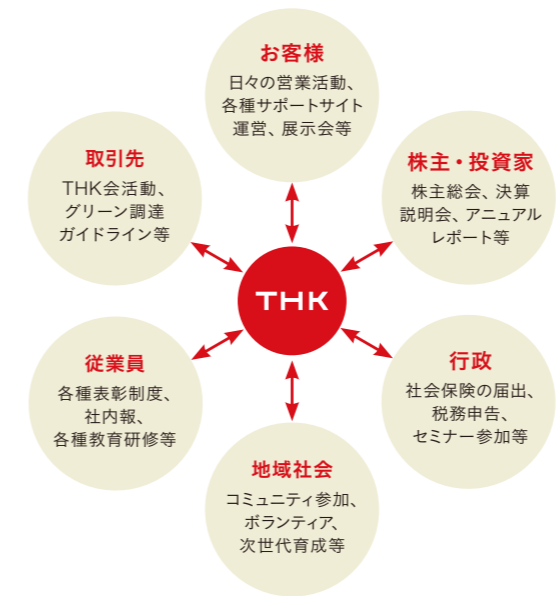 お客様
日々の営業活動、
各種サポートサイト
運営、展示会等
取引先
THK会活動、
グリーン調達
ガイドライン等
株主・投資家
株主総会、決算
説明会、アニュアル
レポート等
THK
従業員
各種表彰制度、
社内報、
各種教育研修等
行政
社会保険の届出、
税務申告、
セミナー参加等
地域社会
コミュニティ参加、
ボランティア、
次世代育成等